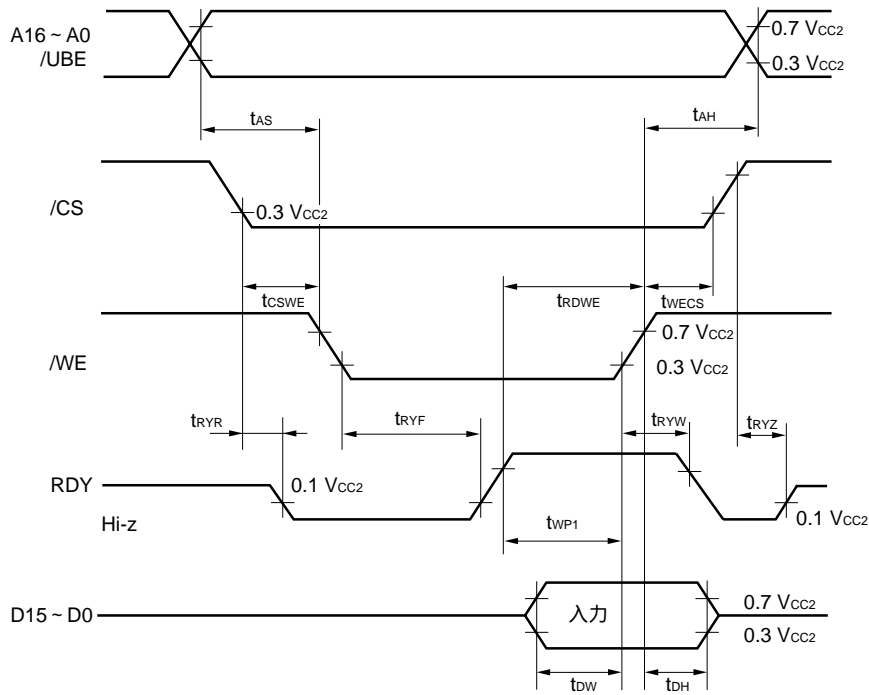 A16 ~ A0
/UBE
0.7 VCC2
0.3 VCC2
tAS
tAH
/CS
0.3 VCC2
tCSWE
tRDWE
tWECS
/WE
0.7 VCC2
0.3 VCC2
tRYR
tRYF
tRYW
tRYZ
RDY
Hi-z
0.1 VCC2
0.1 VCC2
tWP1
D15 ~ D0
入力
0.7 VCC2
0.3 VCC2
tDW
tDH